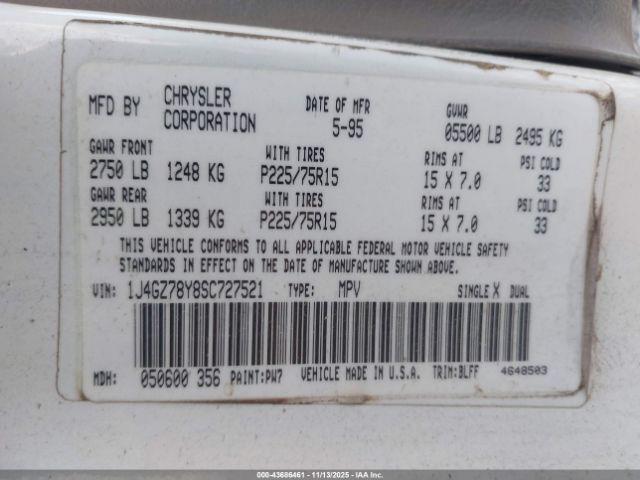 MFD BY CHRYSLER CORPORATION DATE OF MFR 5-95 GVWR 05500 LB 2495 KG
GAWR FRONT WITH TIRES RIMS AT PSI COLD
2750 LB 1248 KG P225/75R15 15 X 7.0 33
GAWR REAR WITH TIRES RIMS AT PSI COLD
2950 LB 1339 KG P225/75R15 15 X 7.0 33
THIS VEHICLE CONFORMS TO ALL APPLICABLE FEDERAL MOTOR VEHICLE SAFETY
STANDARDS IN EFFECT ON THE DATE OF MANUFACTURE SHOWN ABOVE.
VIN: 1J4GZ78Y8SC727521 TYPE: MPV SINGLE X DUAL
MDH: 050600 356 PAINT:PW7 VEHICLE MADE IN U.S.A. TRIM:BLFF 4648503
000-43686461 - 11/13/2025 - IAAI.COM